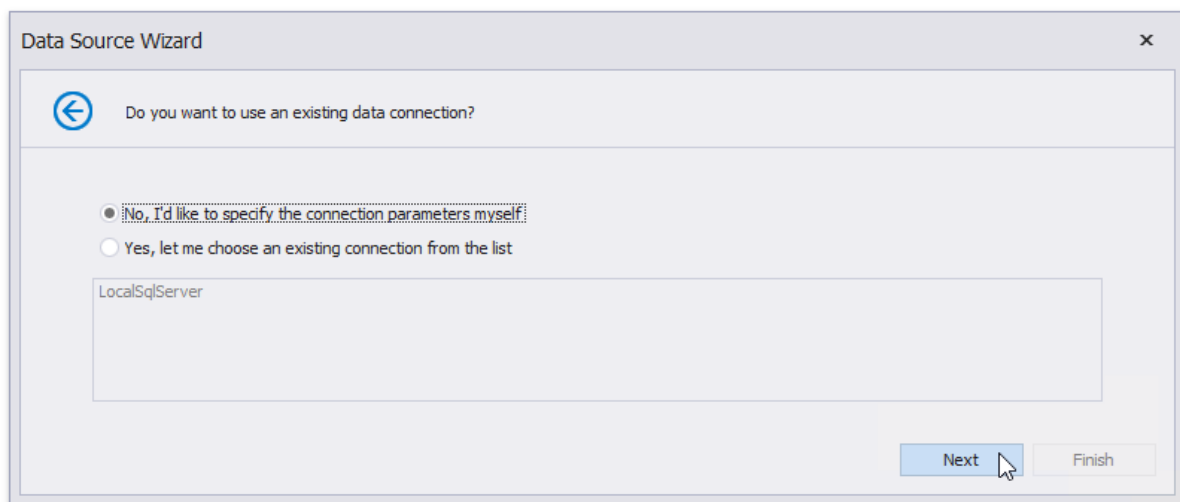 Data Source Wizard
Do you want to use an existing data connection?
No, I'd like to specify the connection parameters myself
Yes, let me choose an existing connection from the list
LocalSqlServer
Next
Finish